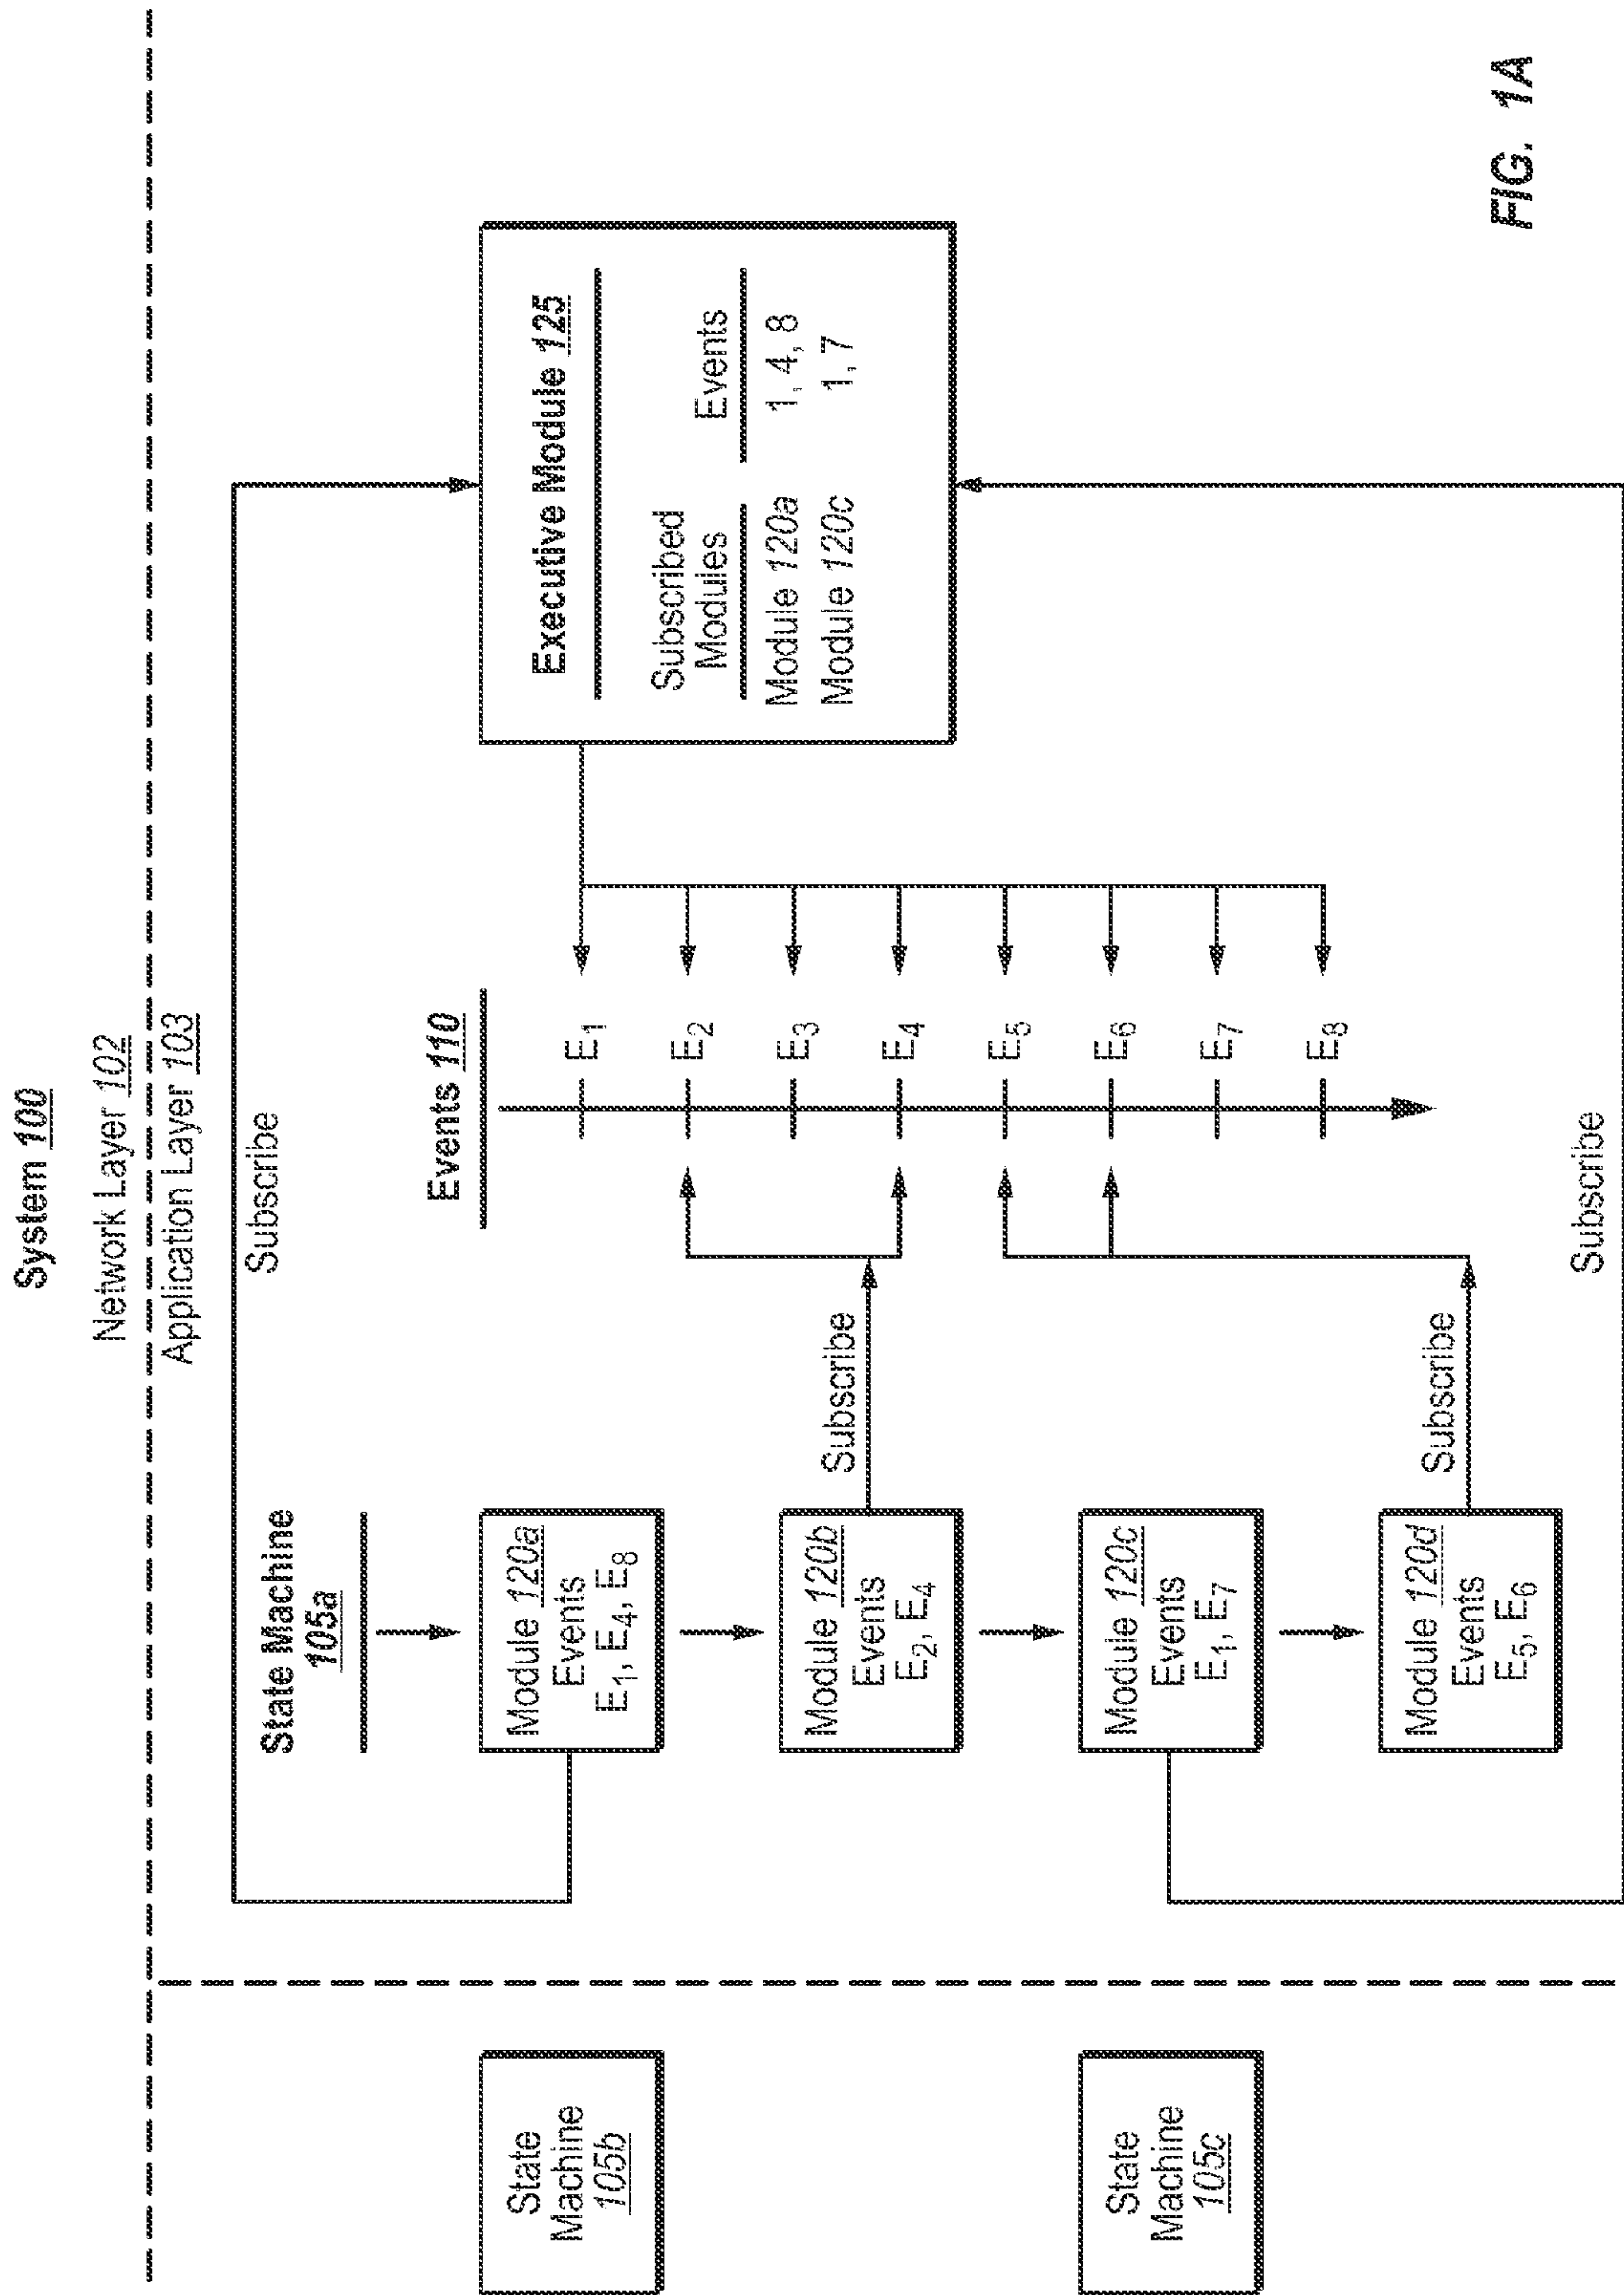 System 100
Network Layer 102
Application Layer 103
Subscribe
State Machine
105a
Events 110
Executive Module 125
Subscribed
Modules
Events
Module 120a 1, 4, 8
Module 120c 1, 7
State
Machine
105b
Module 120a
Events
E1, E4, E8
Module 120b
Events
E2, E4
Subscribe
State
Machine
105c
Module 120c
Events
E1, E7
Module 120d
Events
E5, E6
Subscribe
E1
E2
E3
E4
E5
E6
E7
E8
Subscribe
FIG. 1A